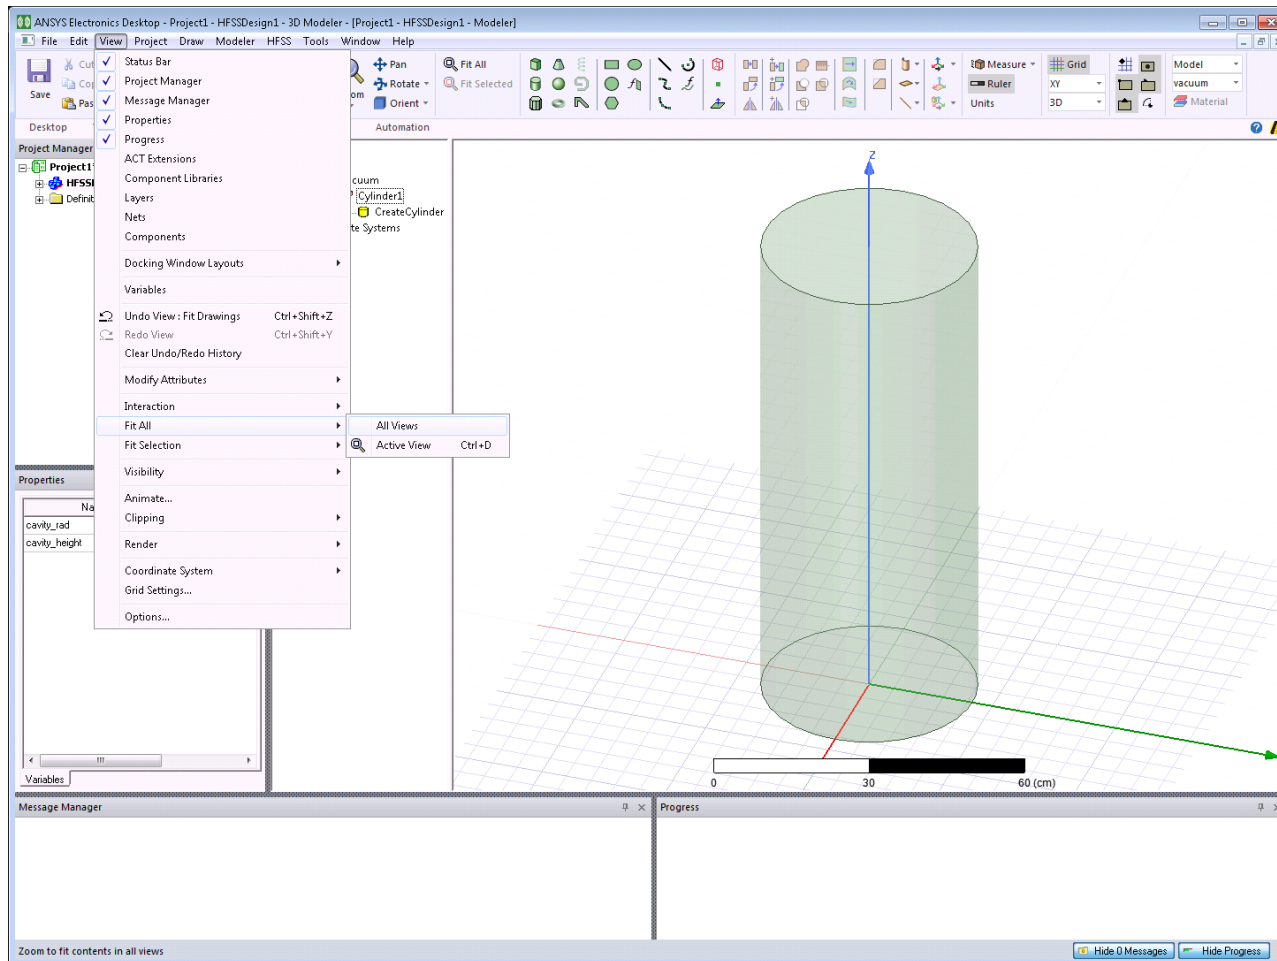 ANSYS Electronics Desktop - Project1 - HFSSDesign1 - 3D Modeler - [Project1 - HFSSDesign1 - Modeler]
File Edit View Project Draw Modeler HFSS Tools Window Help
Save
Pan
Rotate
Orient
Fit All
Fit Selected
Measure
Ruler
Units
Grid
XY
3D
Model
vacuum
Material
Desktop
Automation
Project Manager
Project1
Status Bar
Project Manager
Message Manager
Properties
Progress
ACT Extensions
Component Libraries
Layers
Nets
Components
Docking Window Layouts
Variables
Undo View : Fit Drawings Ctrl+Shift+Z
Redo View Ctrl+Shift+Y
Clear Undo/Redo History
Modify Attributes
Interaction
Fit All
Fit Selection
Visibility
Animate...
Clipping
Render
Coordinate System
Grid Settings...
Options...
All Views
Active View Ctrl+D
Cylinder1
CreateCylinder
Systems
Z
0 30 60 (cm)
Properties
cavity_rad
cavity_height
Variables
Message Manager
Progress
Zoom to fit contents in all views
Hide 0 Messages
Hide Progress